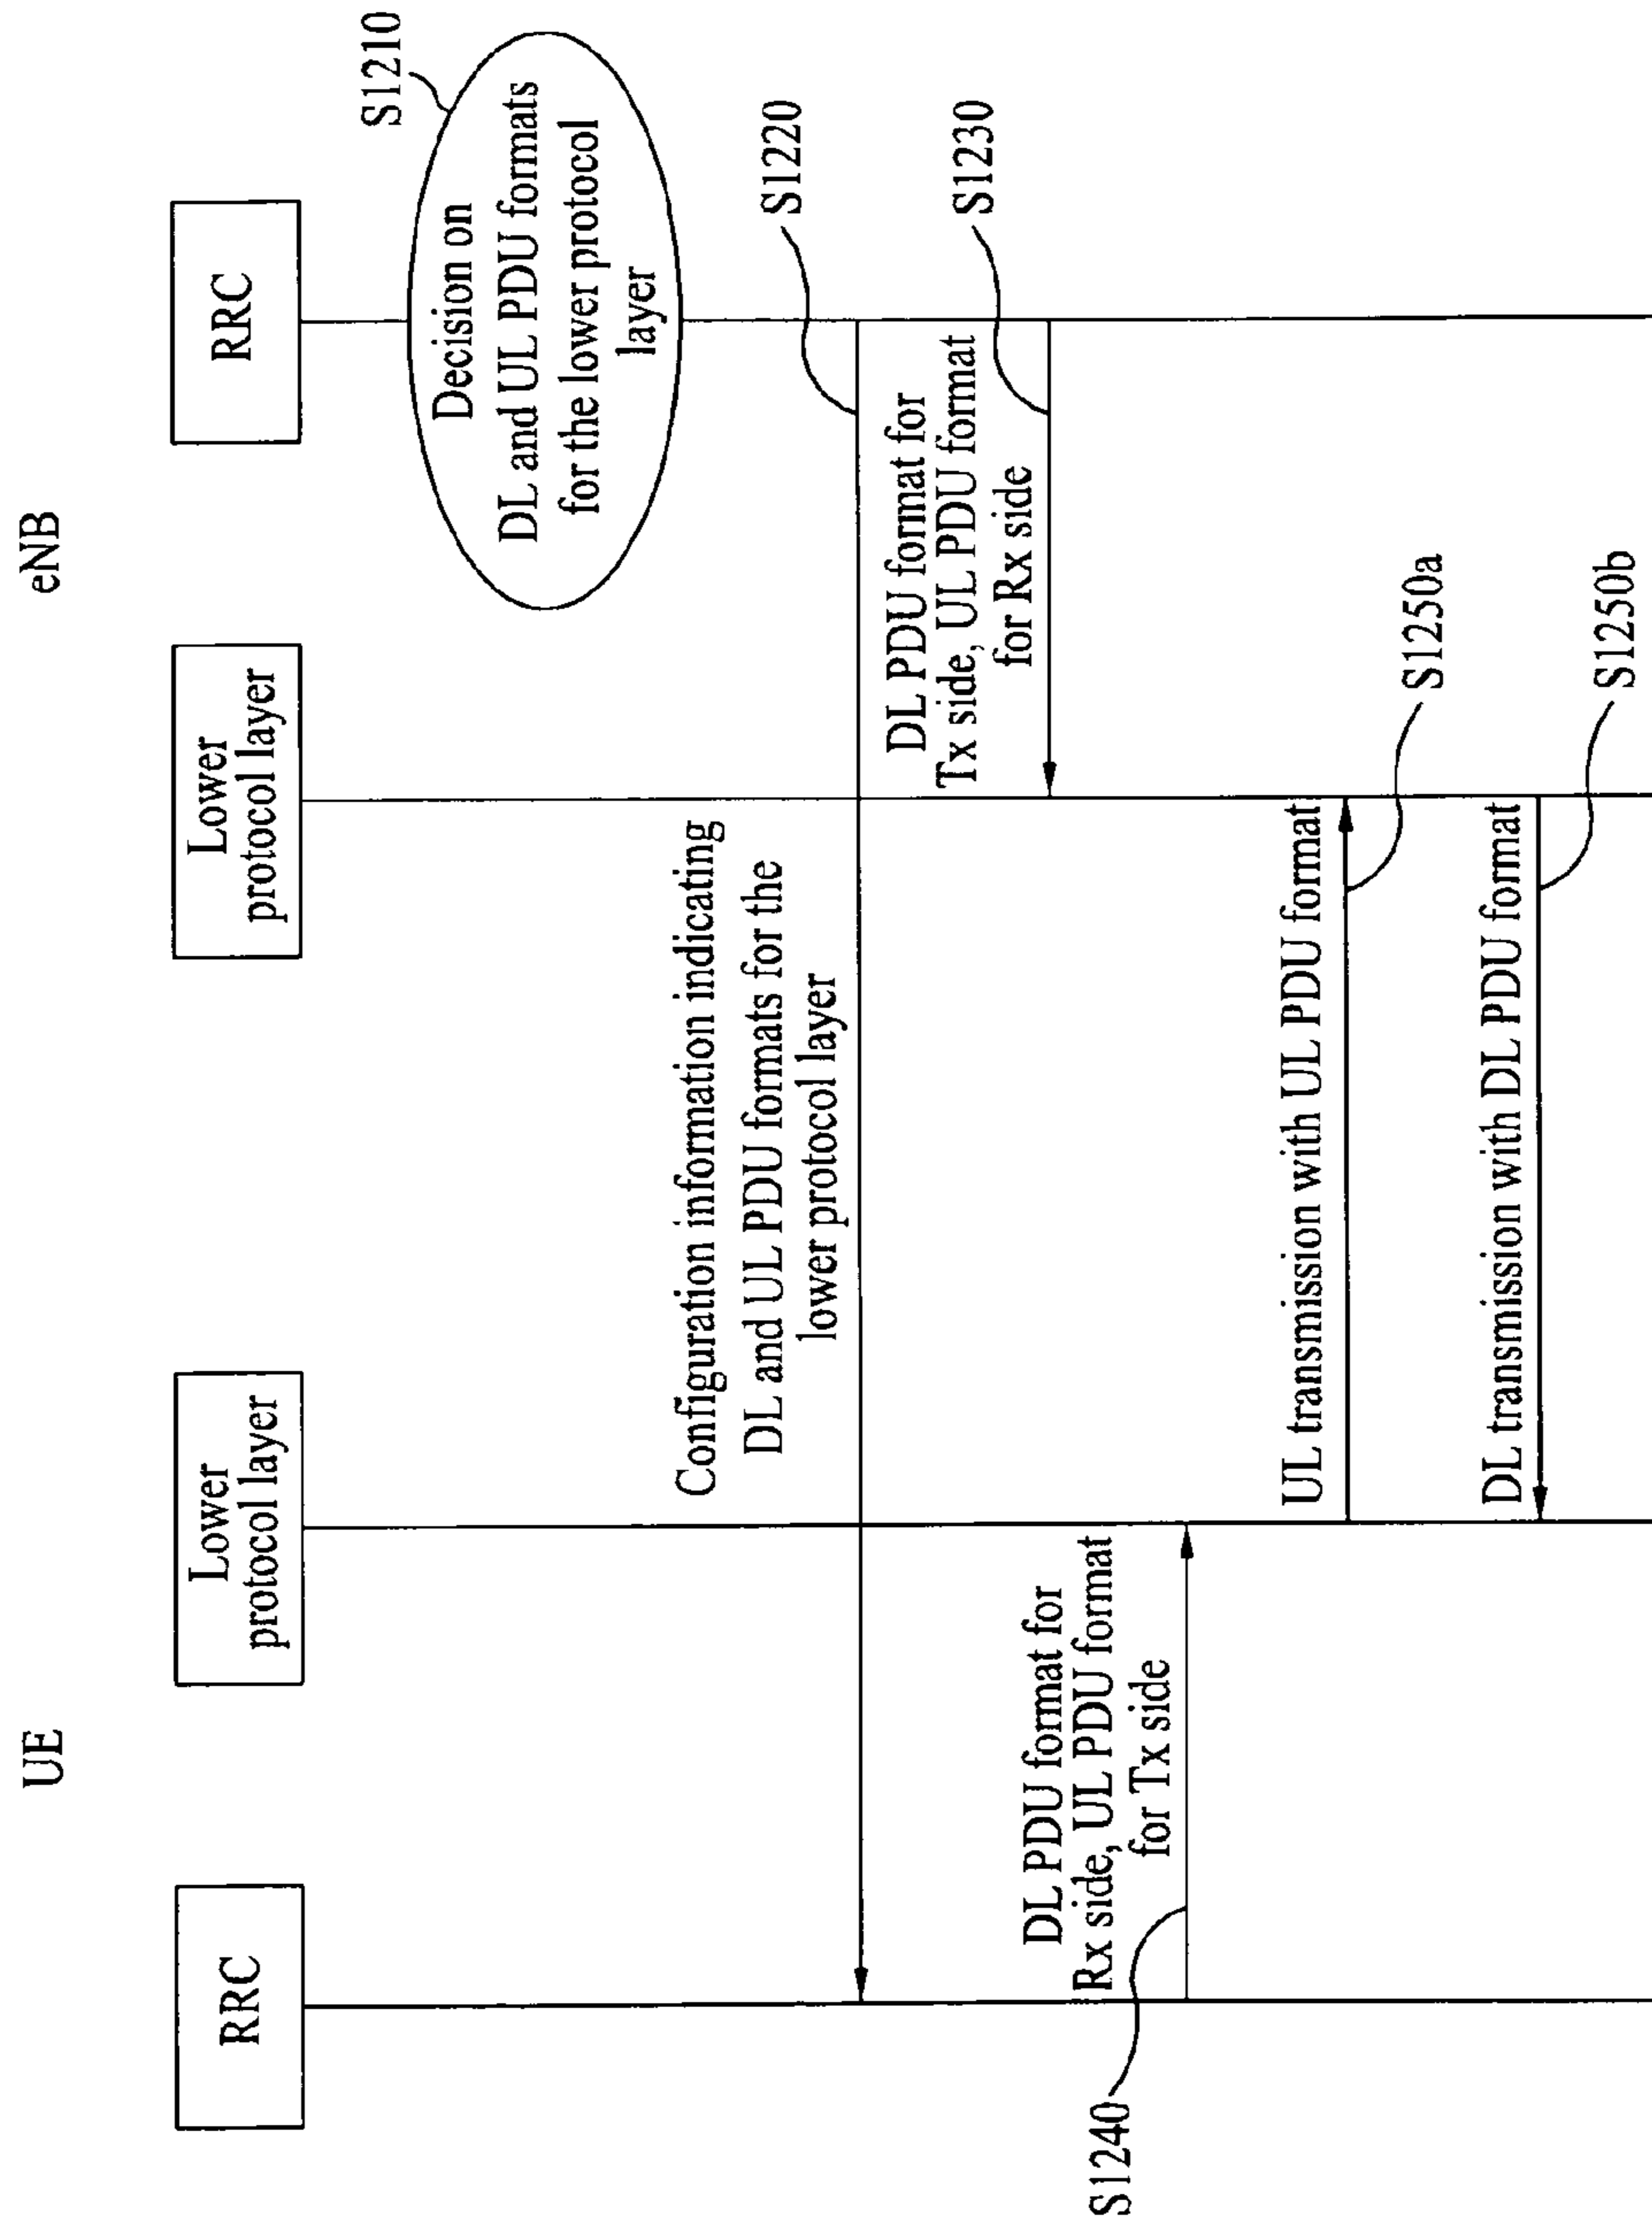 UE
eNB
RRC
Lower
protocol layer
Lower
protocol layer
RRC
S1210
Decision on
DL and UL PDU formats
for the lower protocol
layer
Configuration information indicating
DL and UL PDU formats for the
lower protocol layer
S1220
DL PDU format for
Tx side, UL PDU format
for Rx side
S1230
DL PDU format for
Rx side, UL PDU format
for Tx side
S1240
UL transmission with UL PDU format
S1250a
DL transmission with DL PDU format
S1250b